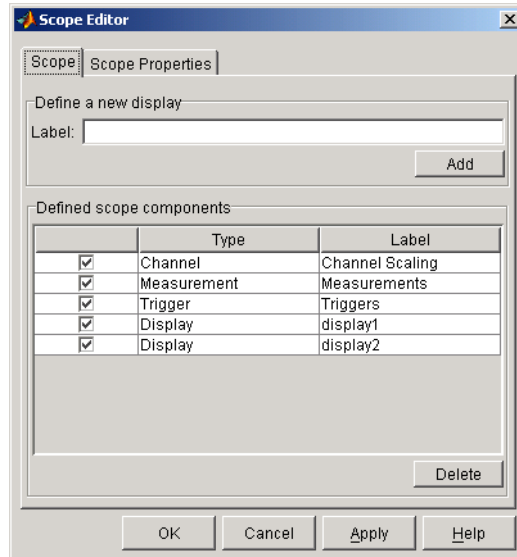 Scope Editor
Scope Scope Properties
Define a new display
Label:
Add
Defined scope components
Type Label
Channel Channel Scaling
Measurement Measurements
Trigger Triggers
Display display1
Display display2
Delete
OK Cancel Apply Help